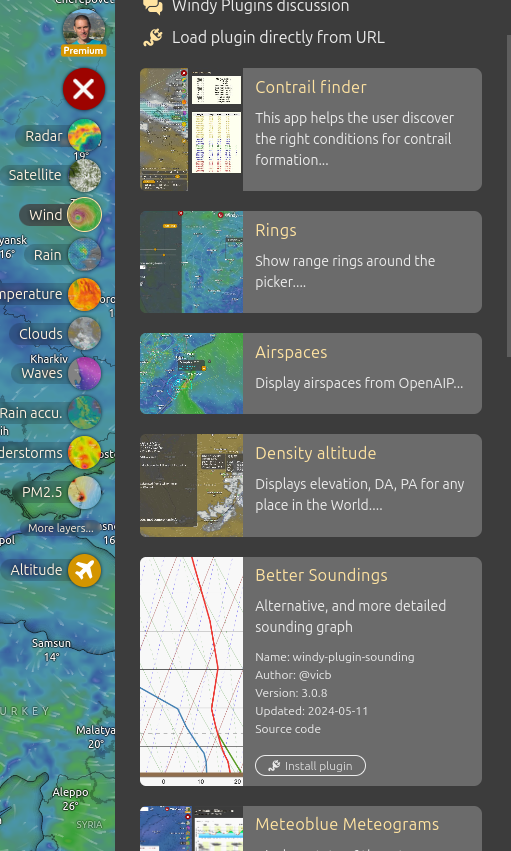 Cherepovets
Premium
Radar
19°
Satellite
Wind
yansk
16°
Rain
mperature
Clouds
Kharkiv
Waves
Rain accu.
ih
derstorms
PM2.5
More layers...
16
pol
Altitude
Samsun
14°
URKEY
Malatya
20°
Aleppo
26°
SYRIA
Windy Plugins discussion
Load plugin directly from URL
Contrail finder
This app helps the user discover
the right conditions for contrail
formation...
Rings
Show range rings around the
picker....
Airspaces
Display airspaces from OpenAIP...
Density altitude
Displays elevation, DA, PA for any
place in the World....
Better Soundings
Alternative, and more detailed
sounding graph
Name: windy-plugin-sounding
Author: @vicb
Version: 3.0.8
Updated: 2024-05-11
Source code
Install plugin
0 10 20
Meteoblue Meteograms